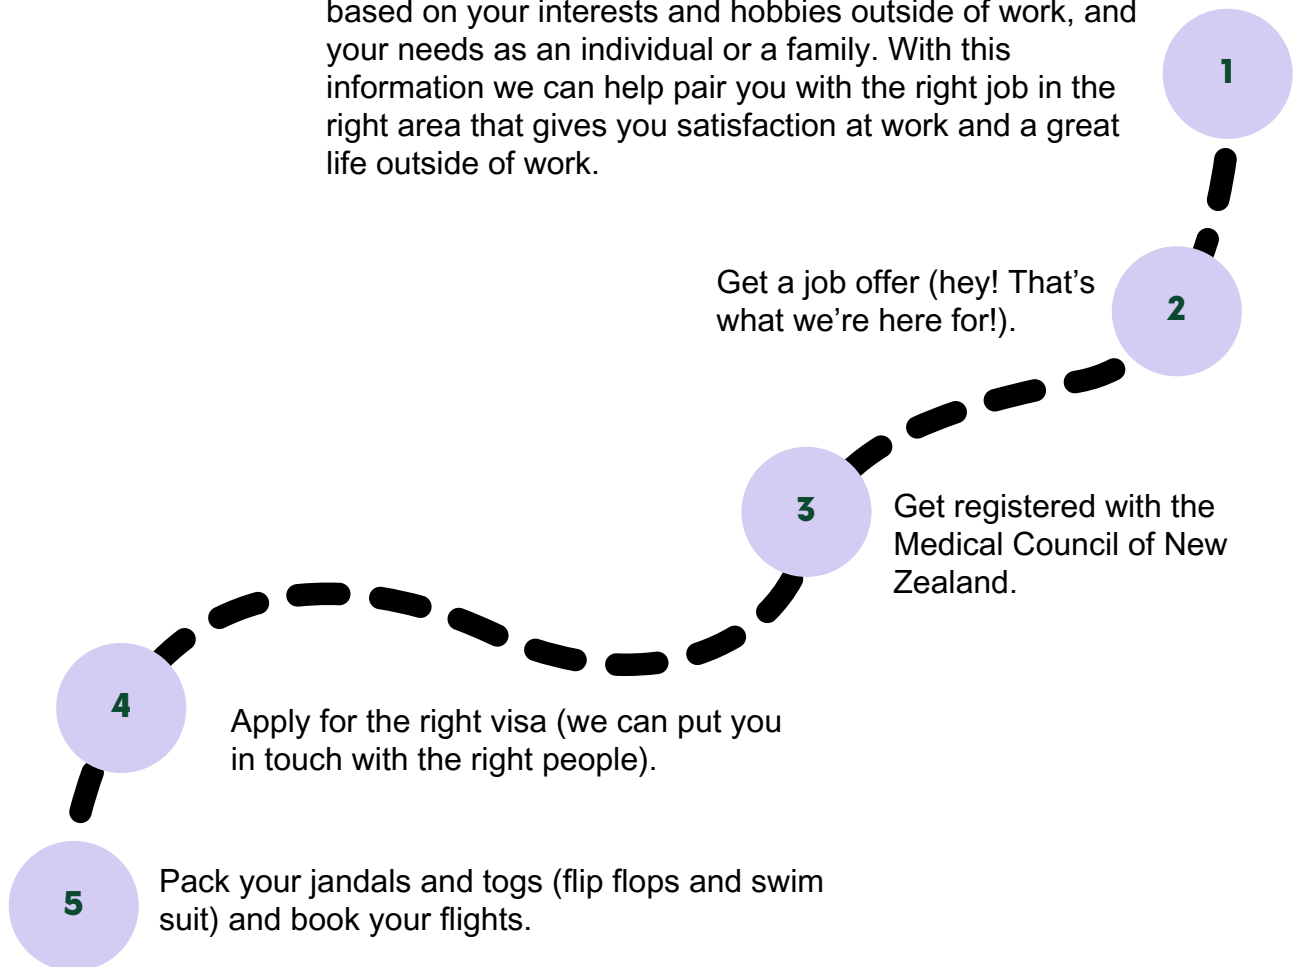 based on your interests and hobbies outside of work, and
your needs as an individual or a family. With this
information we can help pair you with the right job in the
right area that gives you satisfaction at work and a great
life outside of work.
1
Get a job offer (hey! That’s
what we’re here for!).
2
3
Get registered with the
Medical Council of New
Zealand.
4
Apply for the right visa (we can put you
in touch with the right people).
5
Pack your jandals and togs (flip flops and swim
suit) and book your flights.